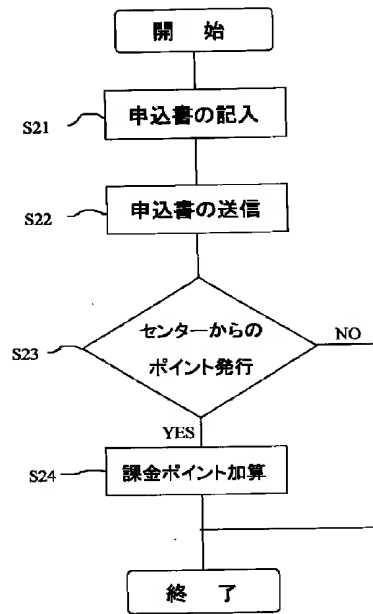 開 始
S21
申込書の記入
S22
申込書の送信
センターからの
S23
ポイント発行
NO
YES
S24
課金ポイント加算
終 了